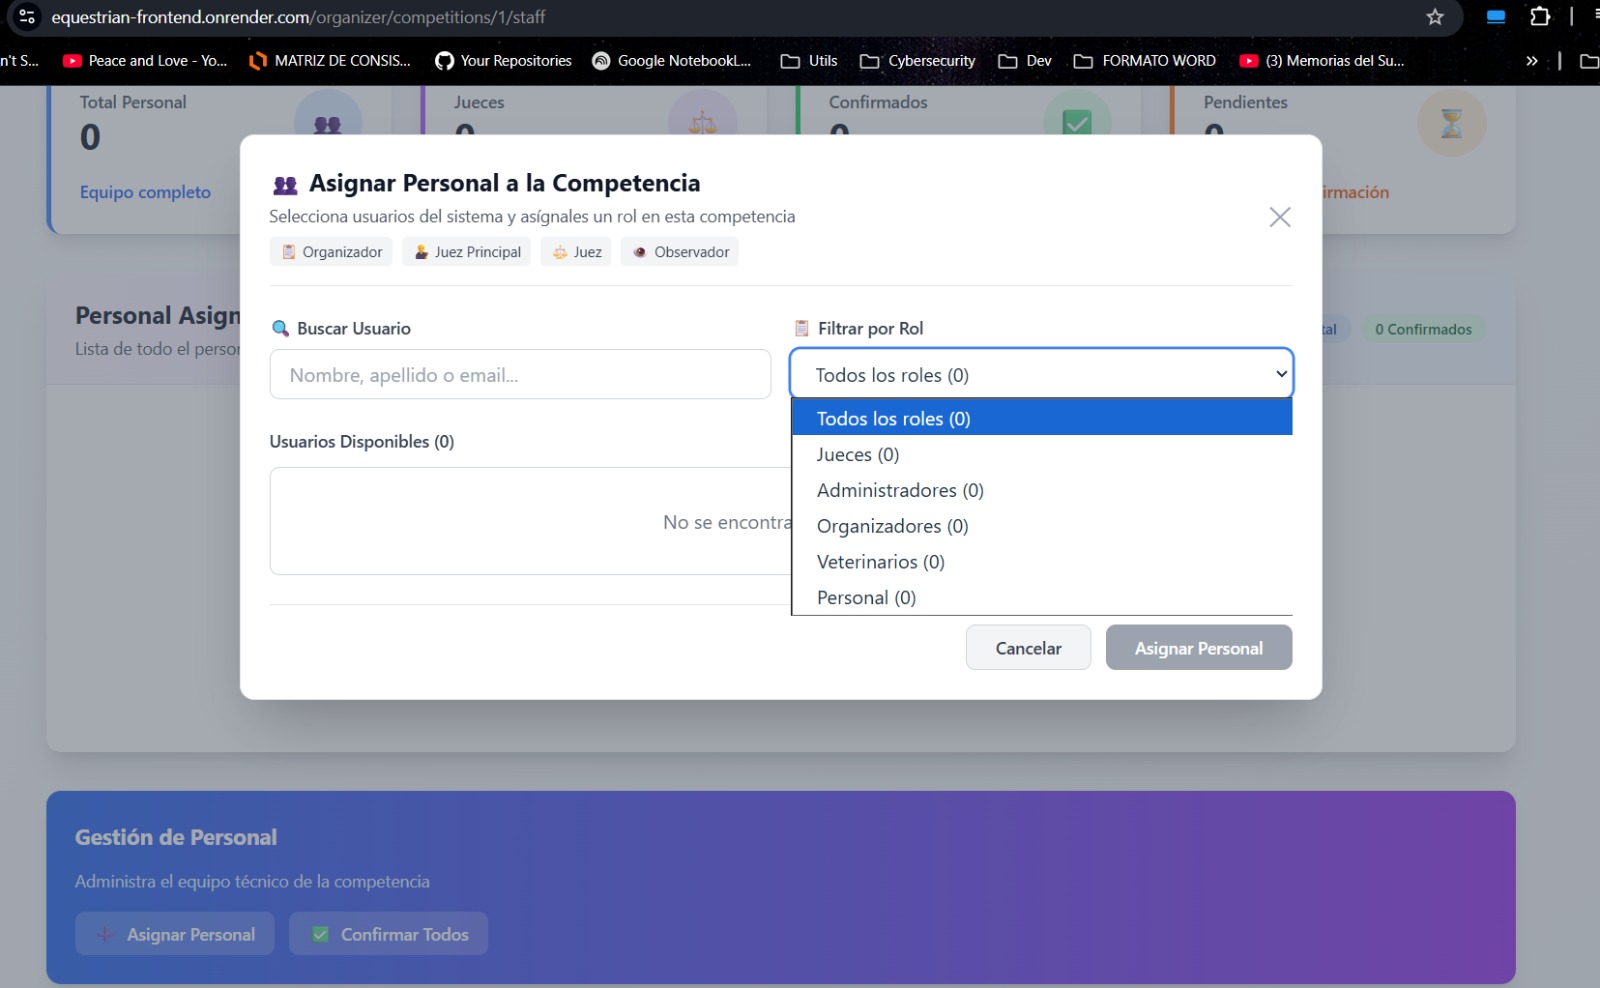 equestrian-frontend.onrender.com/organizer/competitions/1/staff
n't S...
Peace and Love - Yo...
MATRIZ DE CONSIS...
Your Repositories
Google NotebookL...
Utils
Cybersecurity
Dev
FORMATO WORD
(3) Memorias del Su...
»
Total Personal
0
Equipo completo
Jueces
0
Confirmados
0
Pendientes
0
irmación
Asignar Personal a la Competencia
Selecciona usuarios del sistema y asígnales un rol en esta competencia
Organizador
Juez Principal
Juez
Observador
Personal Asign
Lista de todo el person
tal
0 Confirmados
Buscar Usuario
Nombre, apellido o email...
Filtrar por Rol
Todos los roles (0)
Todos los roles (0)
Jueces (0)
Administradores (0)
Organizadores (0)
Veterinarios (0)
Personal (0)
Usuarios Disponibles (0)
No se encontra
Cancelar
Asignar Personal
Gestión de Personal
Administra el equipo técnico de la competencia
Asignar Personal
Confirmar Todos